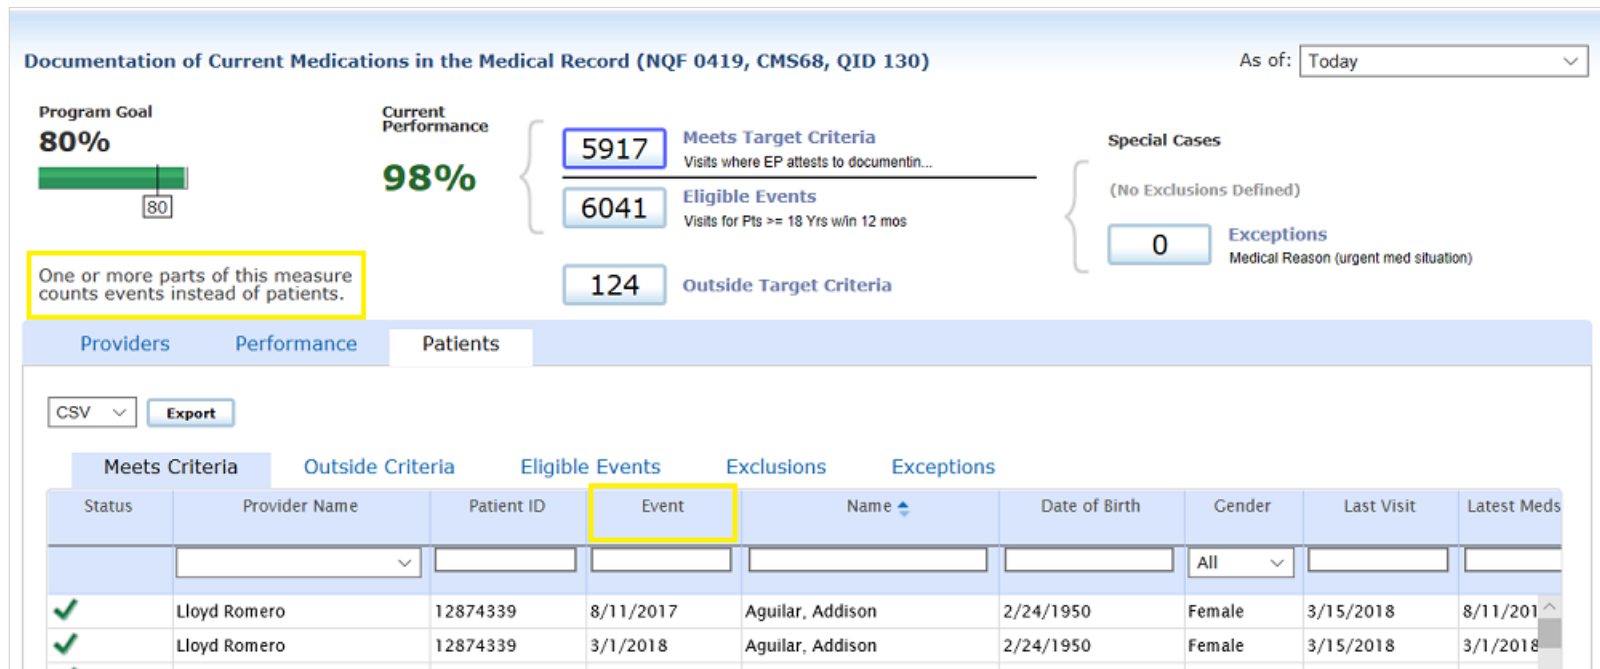 Documentation of Current Medications in the Medical Record (NQF 0419, CMS68, QID 130)
As of: Today
Program Goal
80%
80
Current
Performance
98%
5917
Meets Target Criteria
Visits where EP attests to documentin...
6041
Eligible Events
Visits for Pts >= 18 Yrs w/in 12 mos
124
Outside Target Criteria
Special Cases
(No Exclusions Defined)
0
Exceptions
Medical Reason (urgent med situation)
One or more parts of this measure
counts events instead of patients.
Providers Performance Patients
CSV Export
Meets Criteria Outside Criteria Eligible Events Exclusions Exceptions
Status Provider Name Patient ID Event Name Date of Birth Gender Last Visit Latest Meds
All
Lloyd Romero 12874339 8/11/2017 Aguilar, Addison 2/24/1950 Female 3/15/2018 8/11/201
Lloyd Romero 12874339 3/1/2018 Aguilar, Addison 2/24/1950 Female 3/15/2018 3/1/2018